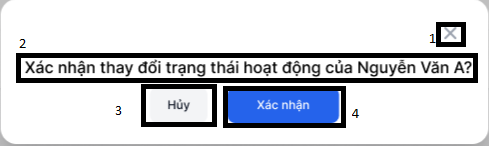 1
2
Xác nhận thay đổi trạng thái hoạt động của Nguyễn Văn A?
3 Hủy Xác nhận 4